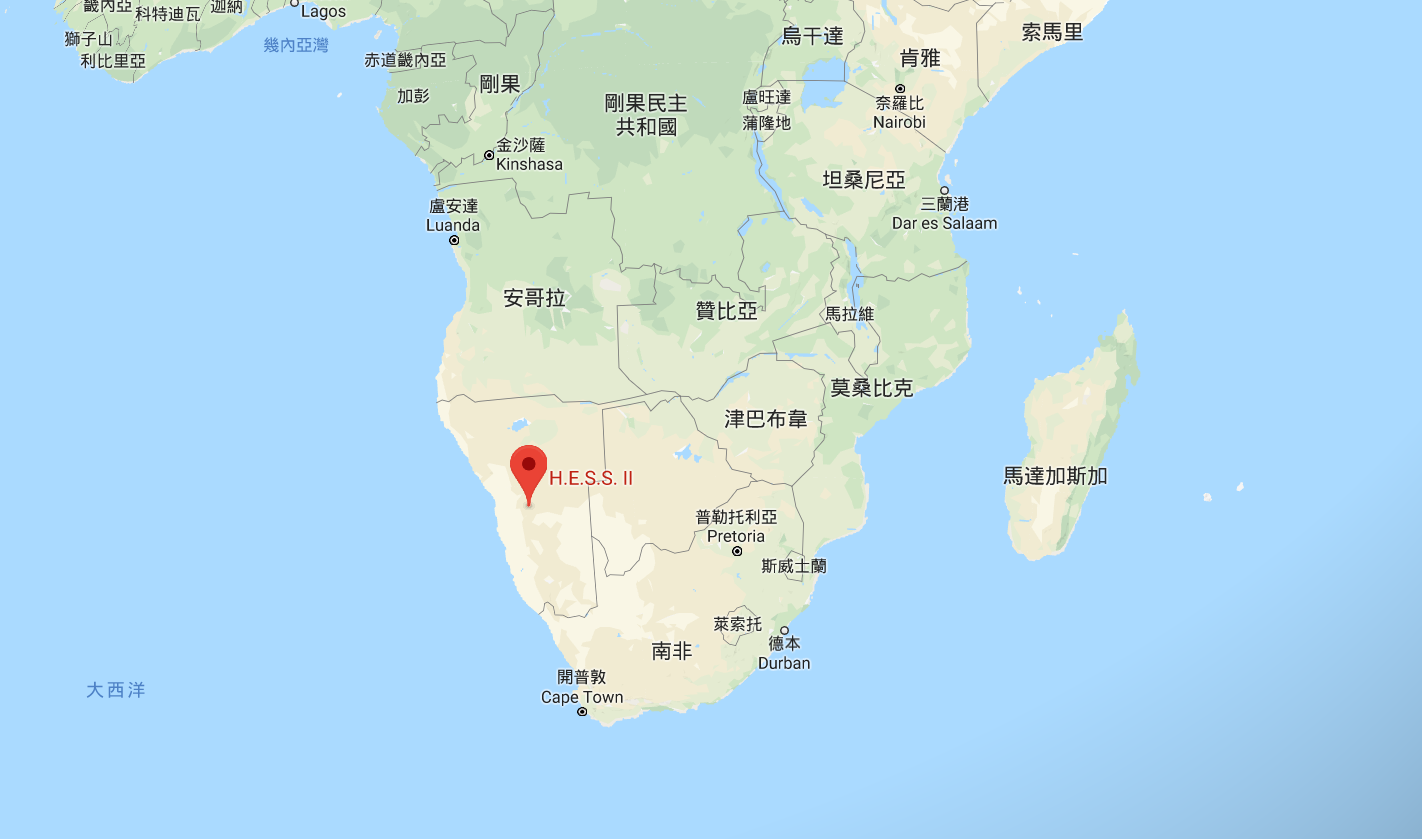 畿內亞
科特迪瓦
迦納
Lagos
獅子山
利比里亞
幾內亞灣
赤道畿內亞
加彭
剛果
剛果民主
共和國
烏干達
肯雅
索馬里
盧旺達
蒲隆地
奈羅比
Nairobi
金沙薩
Kinshasa
坦桑尼亞
三蘭港
Dar es Salaam
盧安達
Luanda
安哥拉
贊比亞
馬拉維
莫桑比克
津巴布韋
馬達加斯加
H.E.S.S. II
普勒托利亞
Pretoria
斯威士蘭
萊索托
德本
Durban
南非
開普敦
Cape Town
大西洋